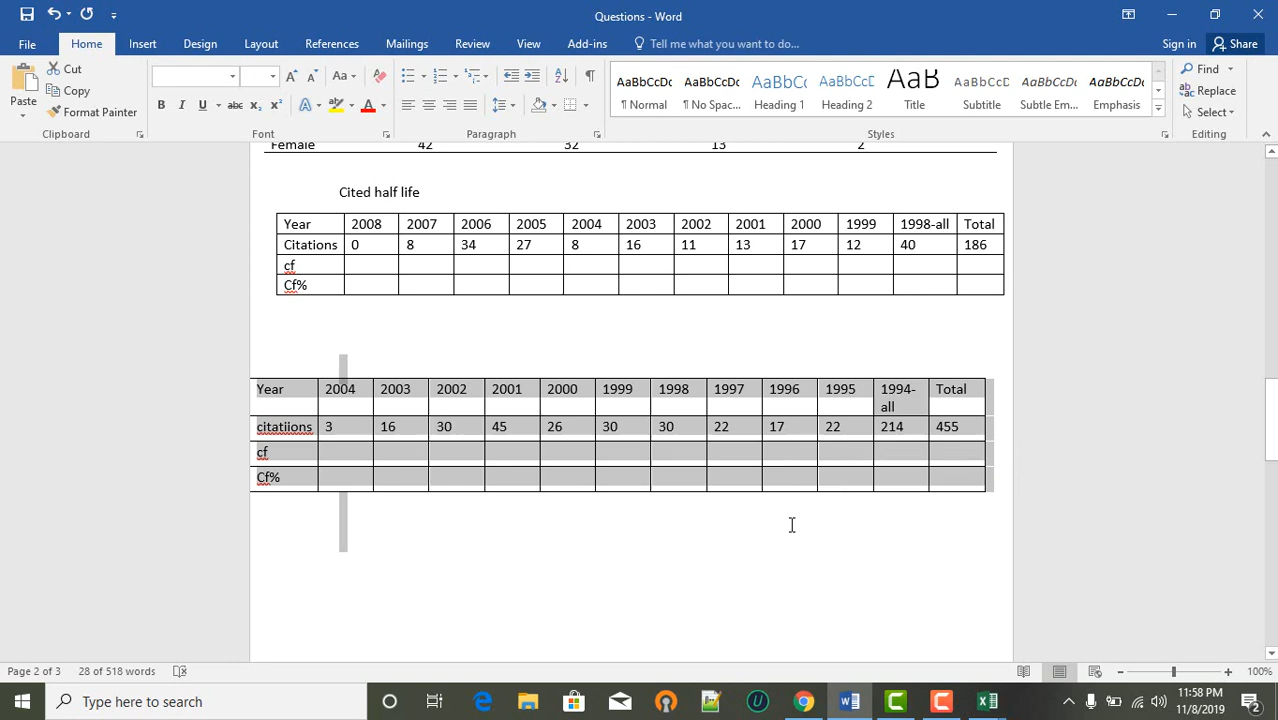 Questions - Word
File Home Insert Design Layout References Mailings Review View Add-ins Tell me what you want to do... Sign in Share
Paste Cut Copy Format Painter
Aa
B I U abc x₂ x² A A
AaBbCcDc AaBbCcDc AaBbCc AaBbCcD AaB AaBbCcD AaBbCcDc AaBbCcDc
¶ Normal ¶ No Spac... Heading 1 Heading 2 Title Subtitle Subtle Em... Emphasis
Find Replace Select
Clipboard Font Paragraph Styles Editing
Female 42 32 13 2
Cited half life
Year 2008 2007 2006 2005 2004 2003 2002 2001 2000 1999 1998-all Total
Citations 0 8 34 27 8 16 11 13 17 12 40 186
cf
Cf%
Year 2004 2003 2002 2001 2000 1999 1998 1997 1996 1995 1994-all Total
citatiions 3 16 30 45 26 30 30 22 17 22 214 455
cf
Cf%
Page 2 of 3 28 of 518 words 100%
Type here to search
11:58 PM
11/8/2019
2